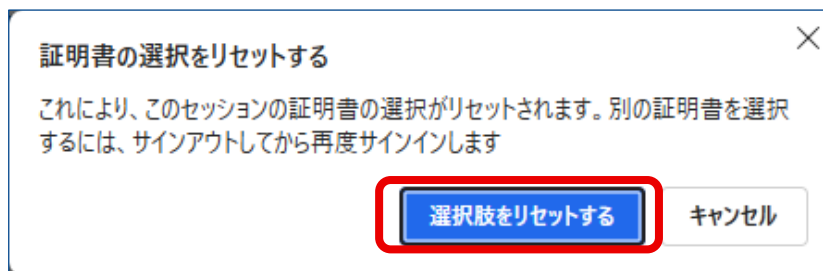 証明書の選択をリセットする
これにより、このセッションの証明書の選択がリセットされます。別の証明書を選択
するには、サインアウトしてから再度サインインします
選択肢をリセットする
キャンセル